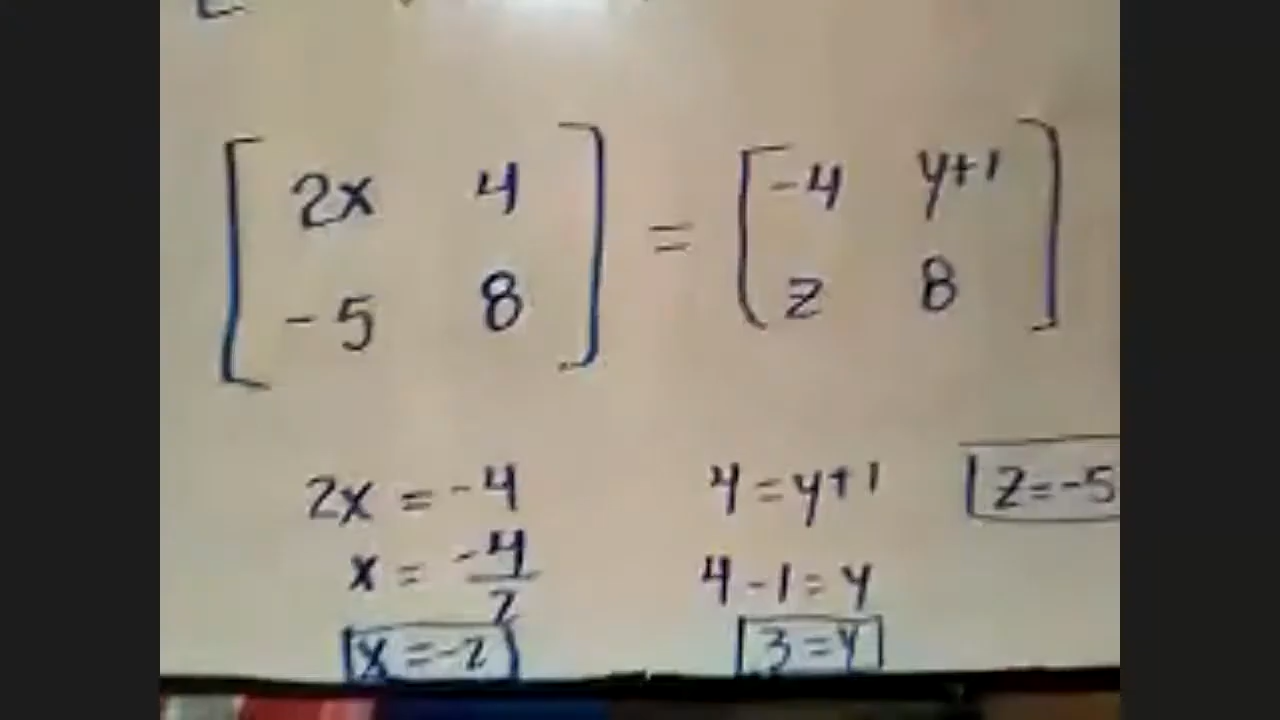 [ 2x 4 ] = [ -4 y+1 ]
[ -5 8 ] [ z 8 ]
2x = -4 4 = y+1 z = -5
x = -4/2 4 - 1 = y
x = -2 3 = y